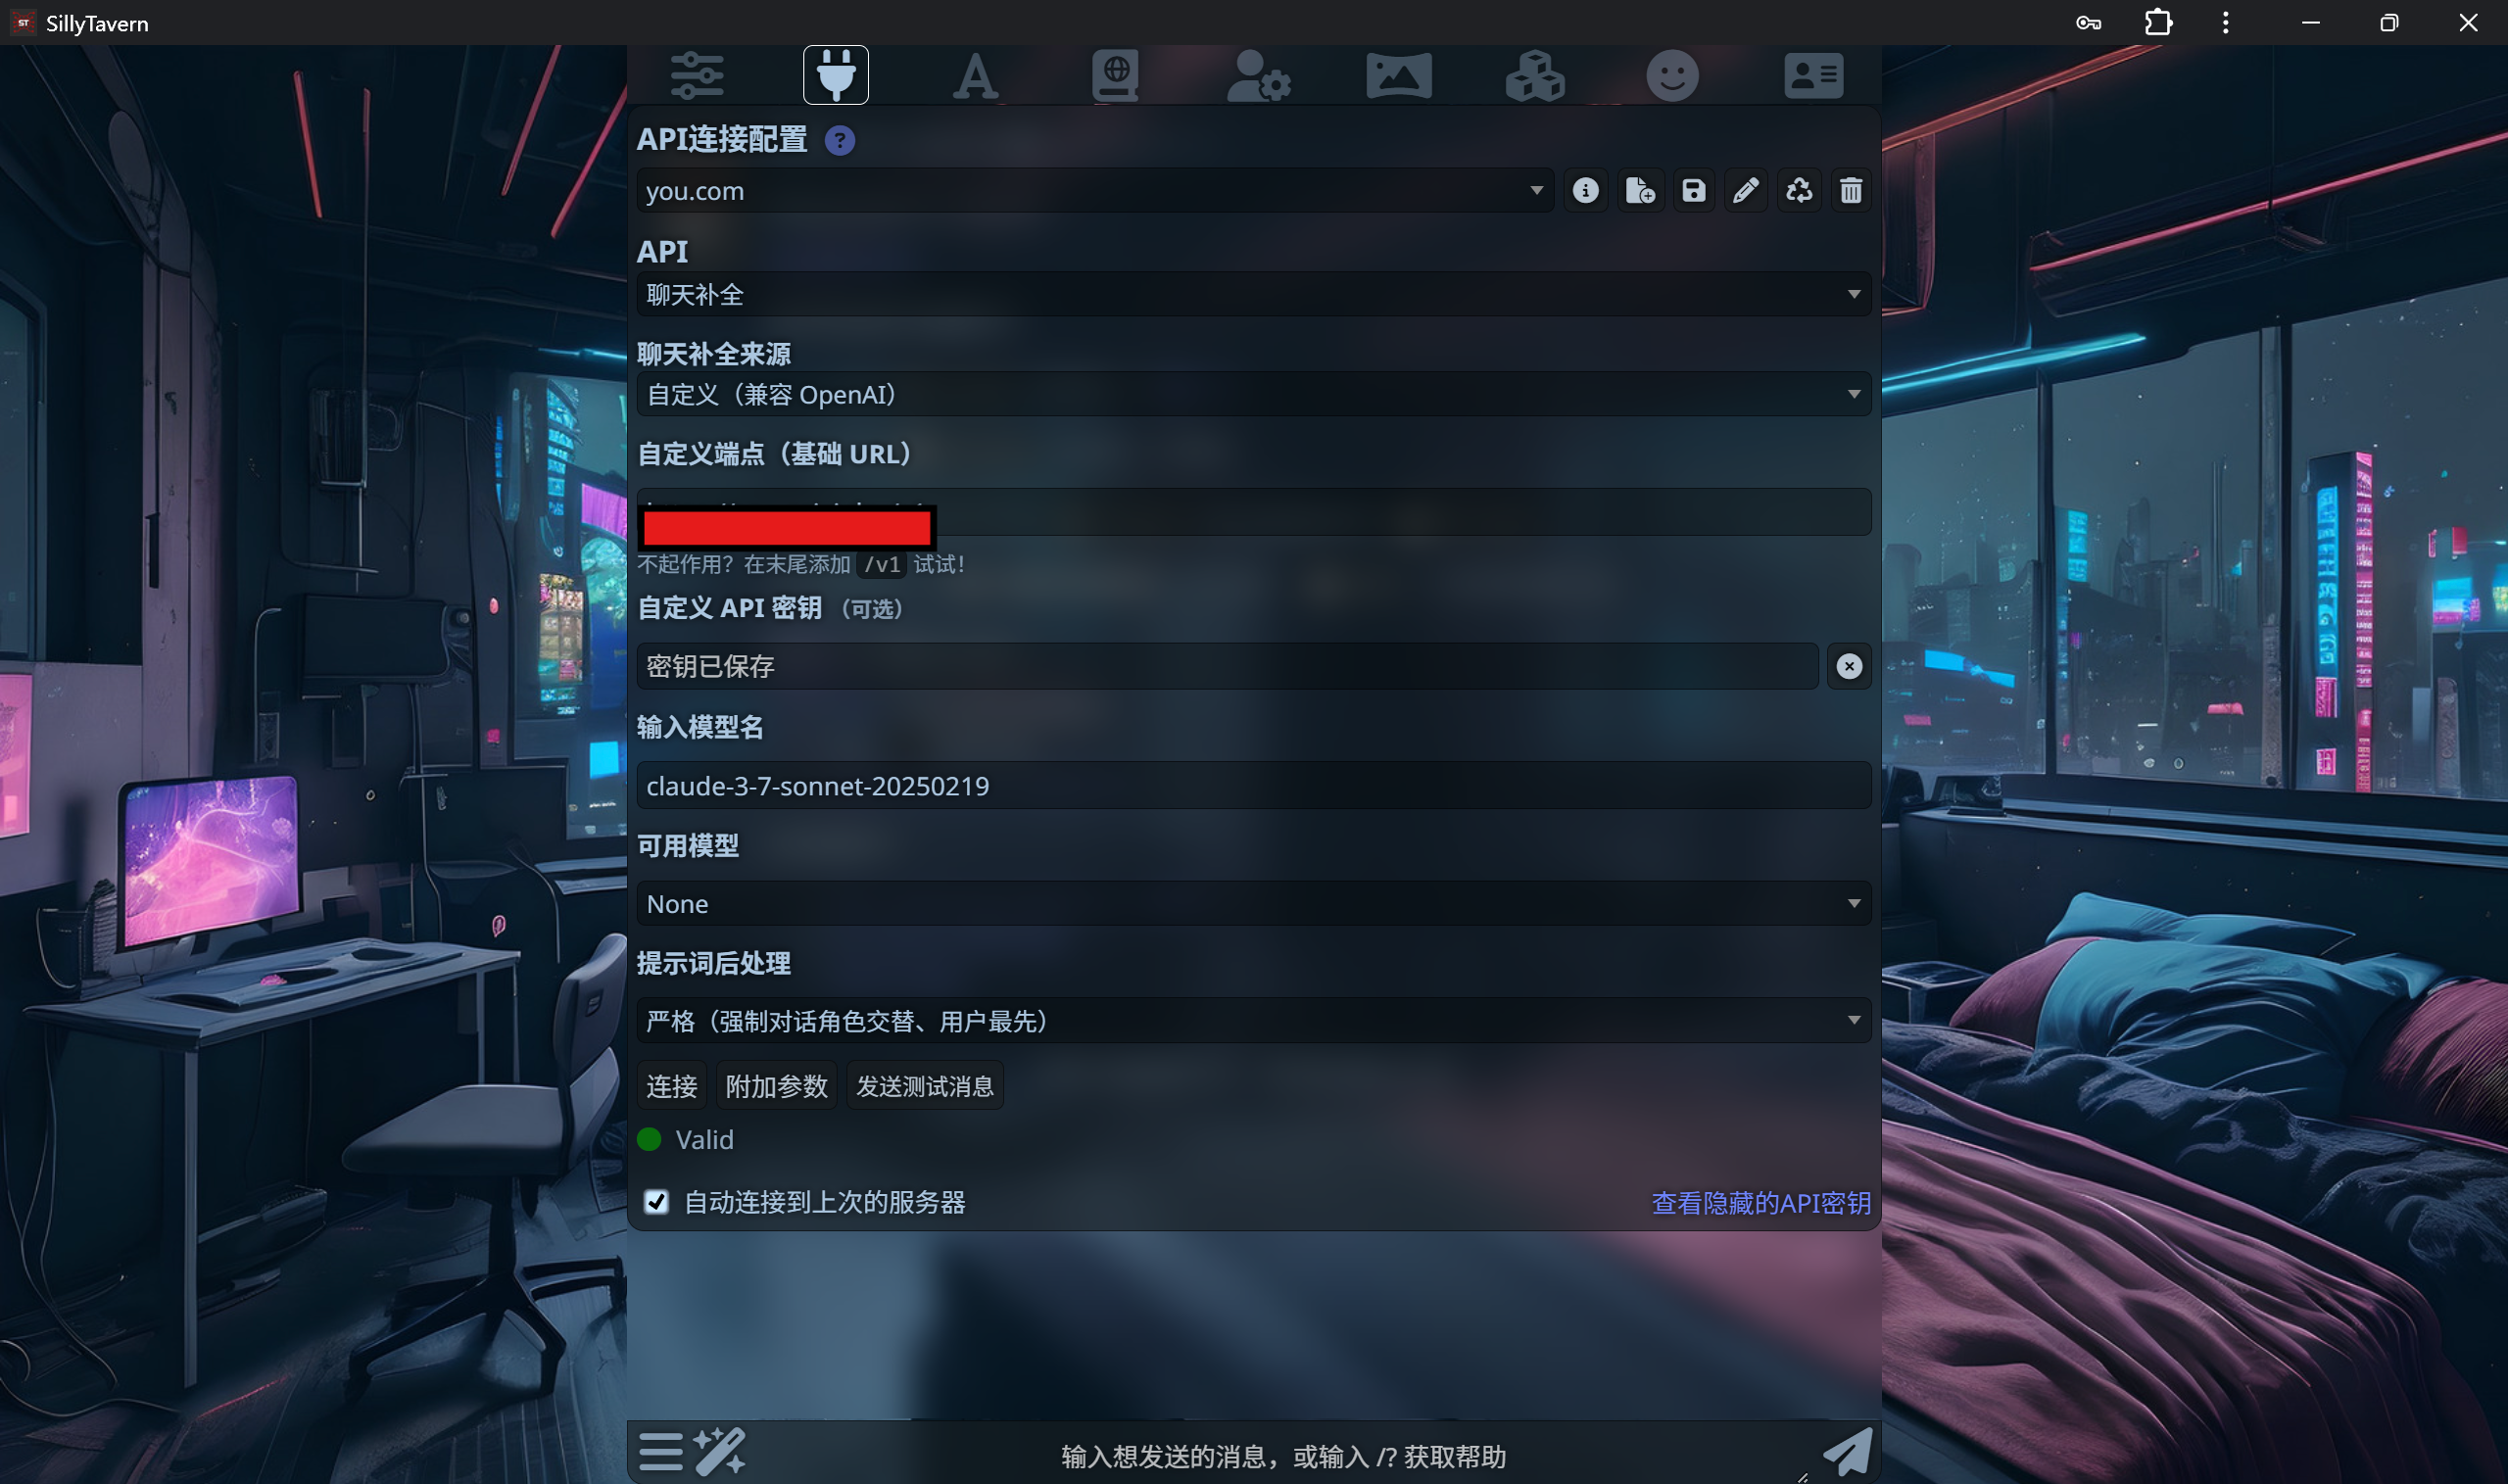 SillyTavern
API连接配置 ?
you.com
API
聊天补全
聊天补全来源
自定义（兼容 OpenAI）
自定义端点（基础 URL）
不起作用？在末尾添加 /v1 试试！
自定义 API 密钥 （可选）
密钥已保存
输入模型名
claude-3-7-sonnet-20250219
可用模型
None
提示词后处理
严格（强制对话角色交替、用户最先）
连接 附加参数 发送测试消息
Valid
自动连接到上次的服务器 查看隐藏的API密钥
输入想发送的消息，或输入 /? 获取帮助